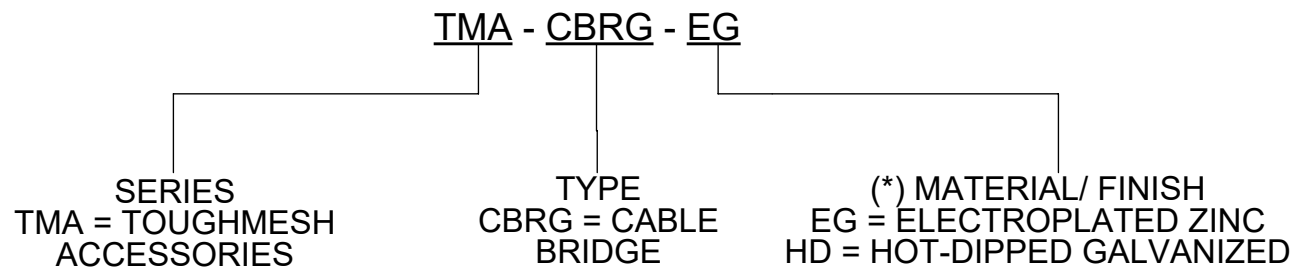 TMA - CBRG - EG
SERIES
TMA = TOUGHMESH
ACCESSORIES
TYPE
CBRG = CABLE
BRIDGE
(*) MATERIAL/ FINISH
EG = ELECTROPLATED ZINC
HD = HOT-DIPPED GALVANIZED